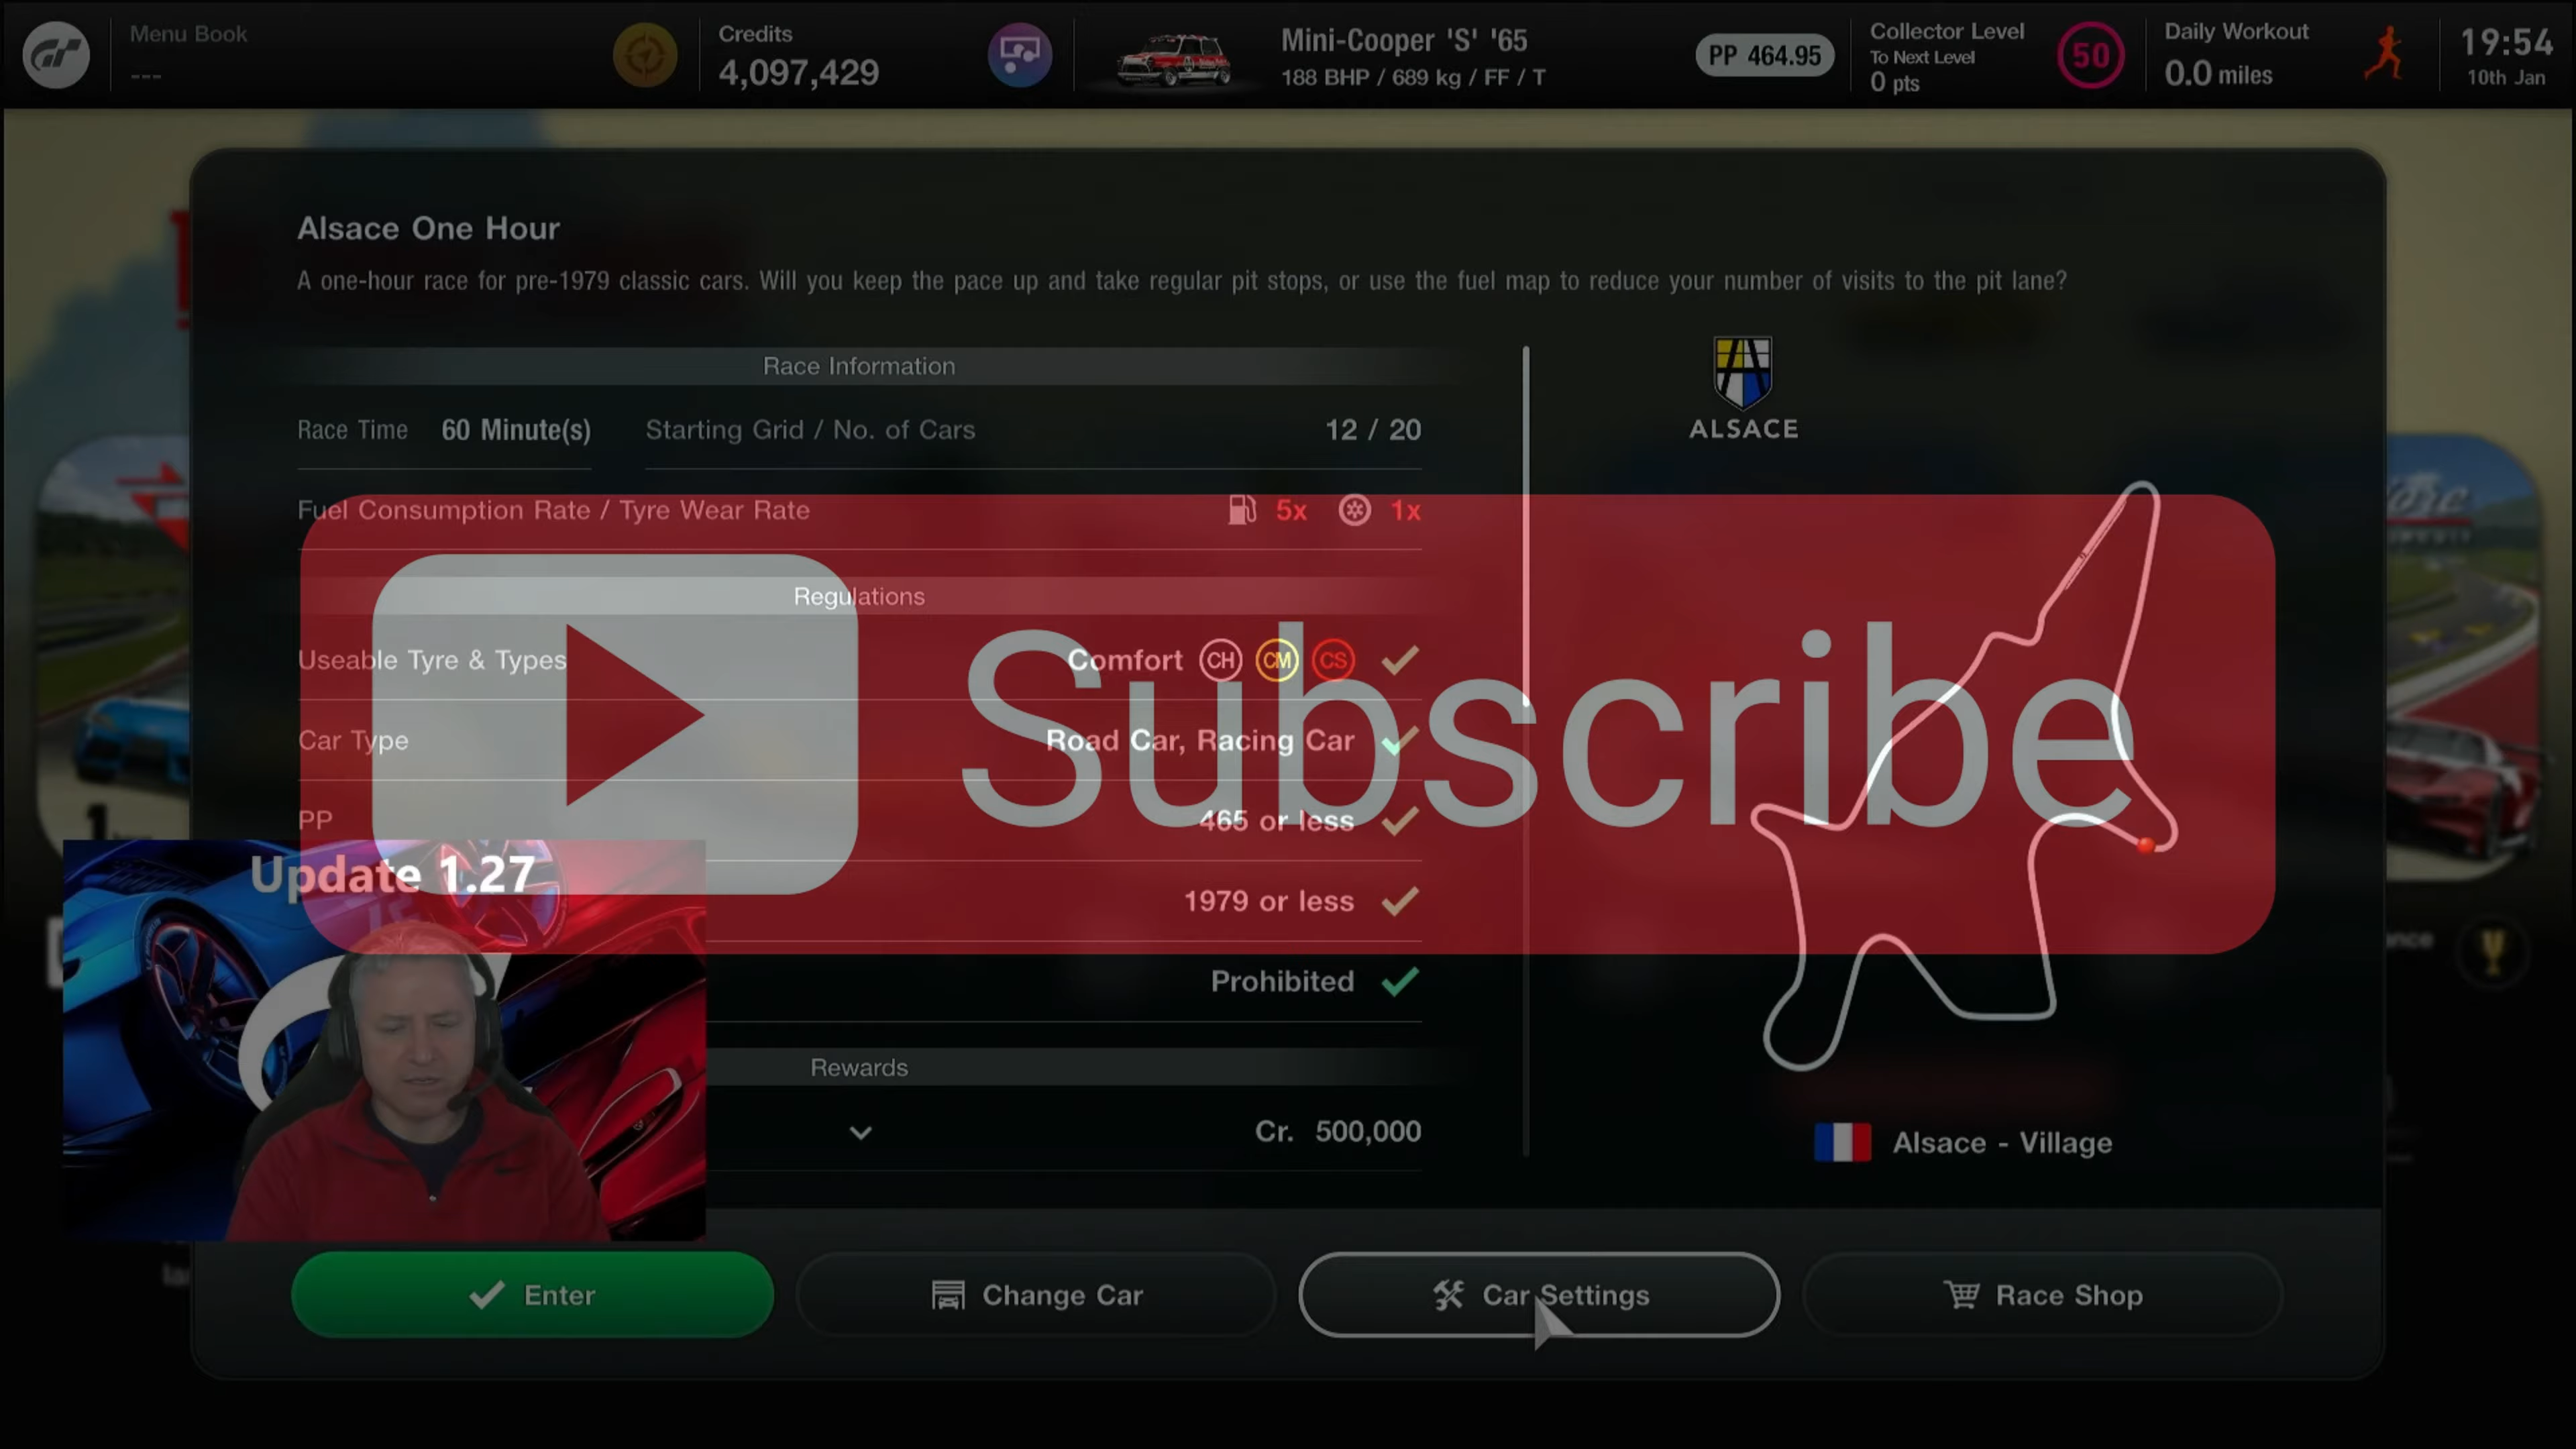 Menu Book
---
Credits
4,097,429
Mini-Cooper 'S' '65
188 BHP / 689 kg / FF / T
PP 464.95
Collector Level
To Next Level
0 pts
50
Daily Workout
0.0 miles
19:54
10th Jan
Alsace One Hour
A one-hour race for pre-1979 classic cars. Will you keep the pace up and take regular pit stops, or use the fuel map to reduce your number of visits to the pit lane?
Race Information
Race Time 60 Minute(s) Starting Grid / No. of Cars 12 / 20
Fuel Consumption Rate / Tyre Wear Rate 5x 1x
Regulations
Useable Tyre & Types Comfort CH CM CS
Car Type Road Car, Racing Car
PP 465 or less
1979 or less
Prohibited
Rewards
Cr. 500,000
Subscribe
Update 1.27
ALSACE
Alsace - Village
Enter
Change Car
Car Settings
Race Shop